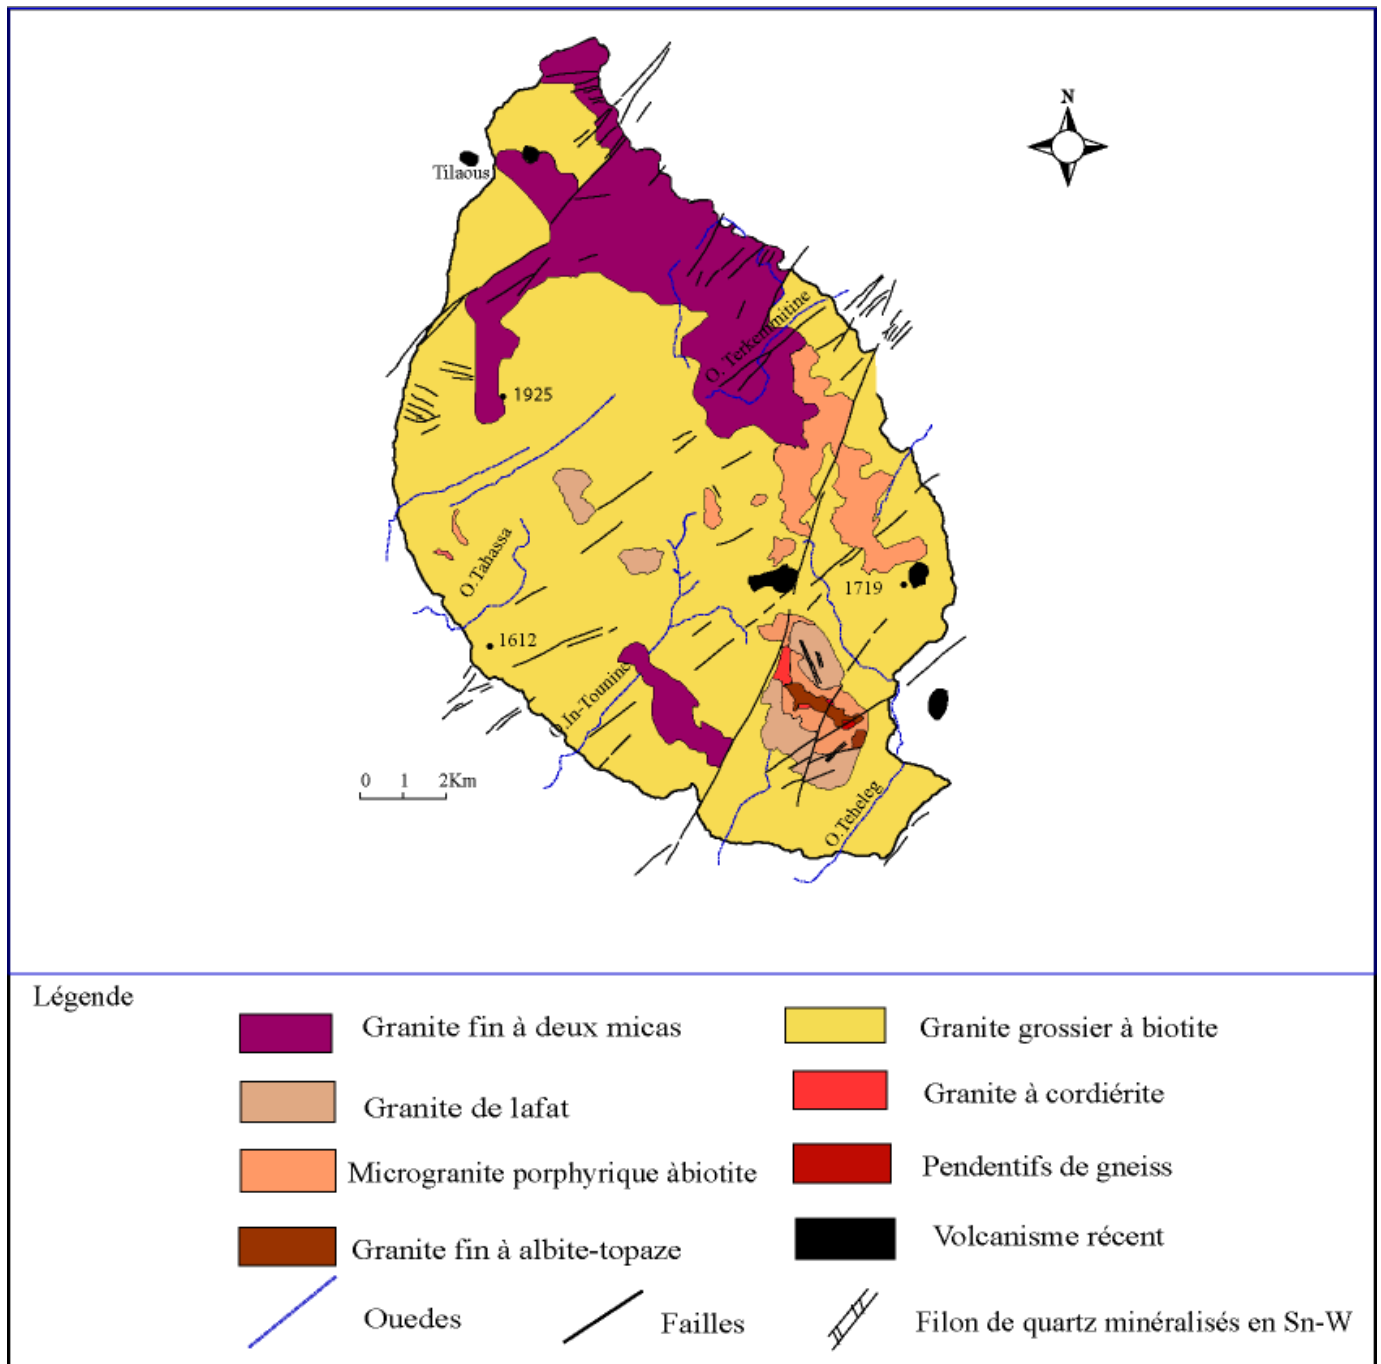 N
Tilaous
O. Terkemnitine
1925
O.Tahassa
1719
1612
O.In-Tounine
0 1 2Km
O.Teheleg
Légende
Granite fin à deux micas
Granite grossier à biotite
Granite de lafat
Granite à cordiérite
Microgranite porphyrique àbiotite
Pendentifs de gneiss
Granite fin à albite-topaze
Volcanisme récent
Ouedes
Failles
Filon de quartz minéralisés en Sn-W